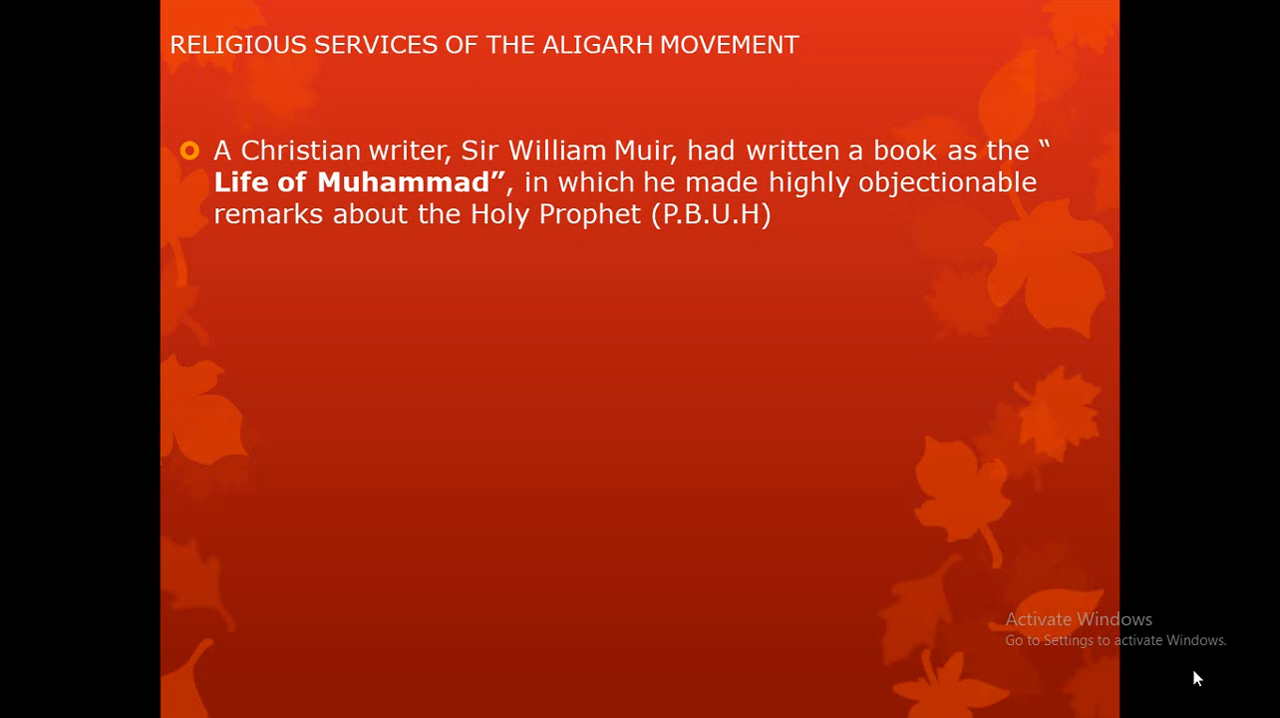 RELIGIOUS SERVICES OF THE ALIGARH MOVEMENT
A Christian writer, Sir William Muir, had written a book as the “
Life of Muhammad”, in which he made highly objectionable
remarks about the Holy Prophet (P.B.U.H)
Activate Windows
Go to Settings to activate Windows.